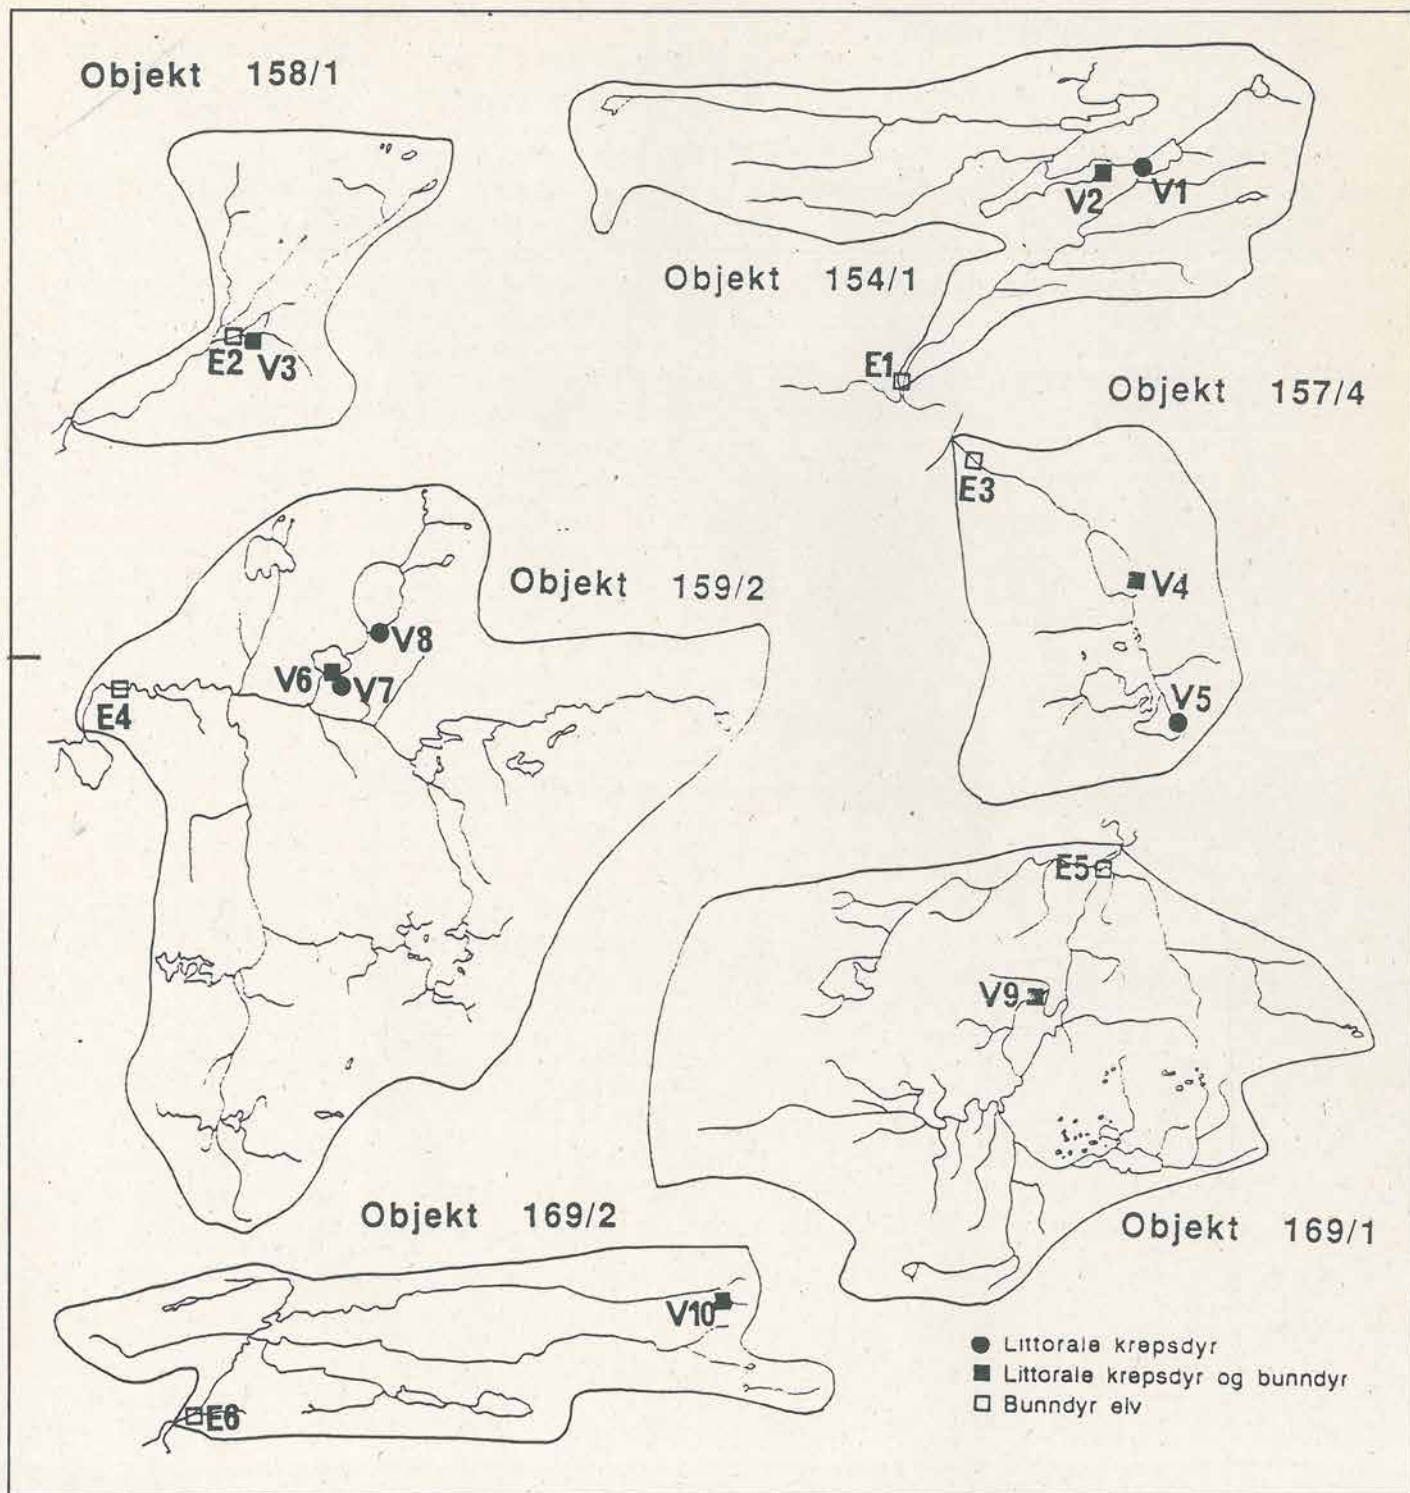 Objekt 158/1
V2
V1
Objekt 154/1
E2
V3
E1
Objekt 157/4
E3
Objekt 159/2
V4
V8
V6
V7
V5
E4
E5
V9
Objekt 169/2
Objekt 169/1
V10
E6
Littorale krepsdyr
Littorale krepsdyr og bunndyr
Bunndyr elv